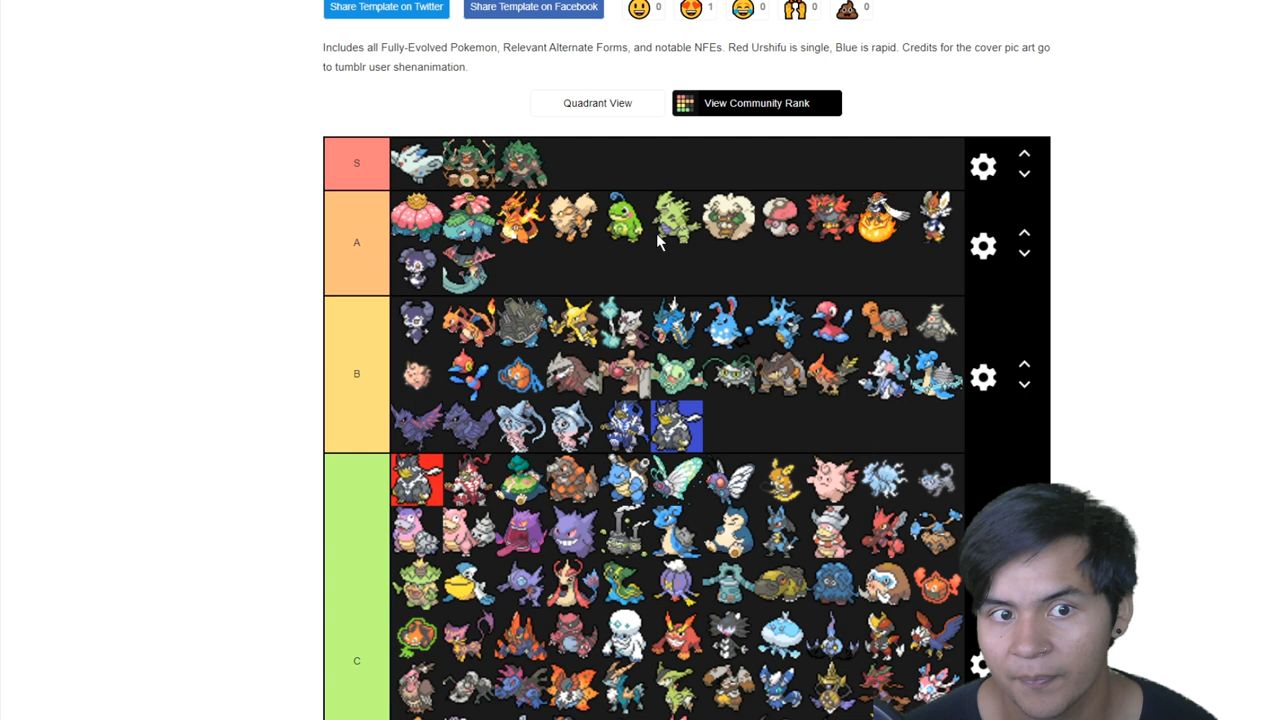 Share Template on Twitter Share Template on Facebook 0 1 0 0 0
Includes all Fully-Evolved Pokemon, Relevant Alternate Forms, and notable NFEs. Red Urshifu is single, Blue is rapid. Credits for the cover pic art go
to tumblr user shenanimation.
Quadrant View View Community Rank
S
A
B
C